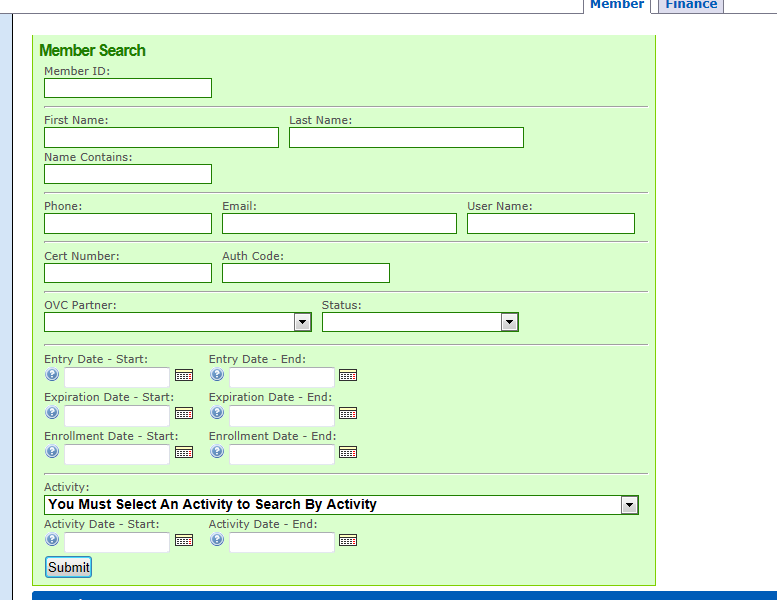 Member Finance
Member Search
Member ID:
First Name: Last Name:
Name Contains:
Phone: Email: User Name:
Cert Number: Auth Code:
OVC Partner: Status:
Entry Date - Start: Entry Date - End:
Expiration Date - Start: Expiration Date - End:
Enrollment Date - Start: Enrollment Date - End:
Activity:
You Must Select An Activity to Search By Activity
Activity Date - Start: Activity Date - End:
Submit